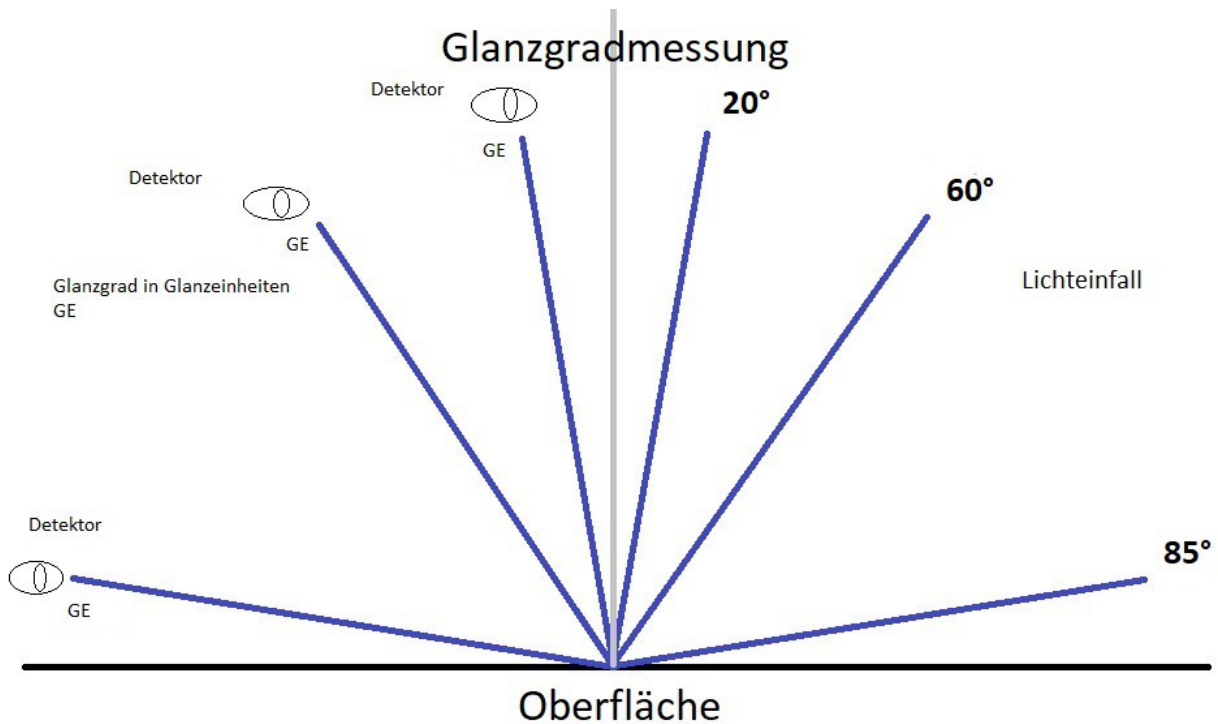 Glanzgradmessung
Detektor
20°
GE
Detektor
60°
GE
Glanzgrad in Glanzeinheiten
GE
Lichteinfall
Detektor
85°
GE
Oberfläche